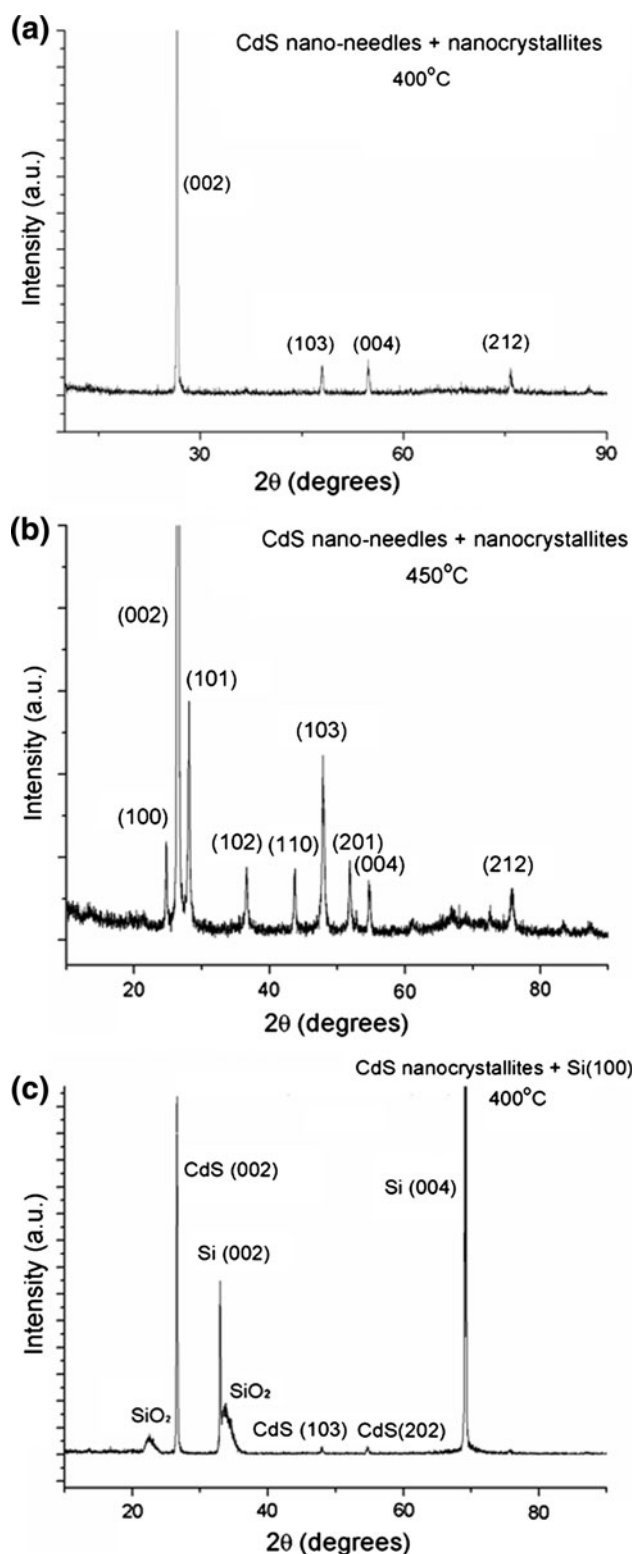 (a)
CdS nano-needles + nanocrystallites
400°C
(002)
(103) (004) (212)
Intensity (a.u.)
30 60 90
2θ (degrees)
(b)
CdS nano-needles + nanocrystallites
450°C
(002)
(101)
(103)
(100)
(102) (110) (201)
(004) (212)
Intensity (a.u.)
20 40 60 80
2θ (degrees)
(c)
CdS nanocrystallites + Si(100)
400°C
CdS (002)
Si (004)
Si (002)
SiO₂
SiO₂
CdS (103) CdS(202)
Intensity (a.u.)
20 40 60 80
2θ (degrees)